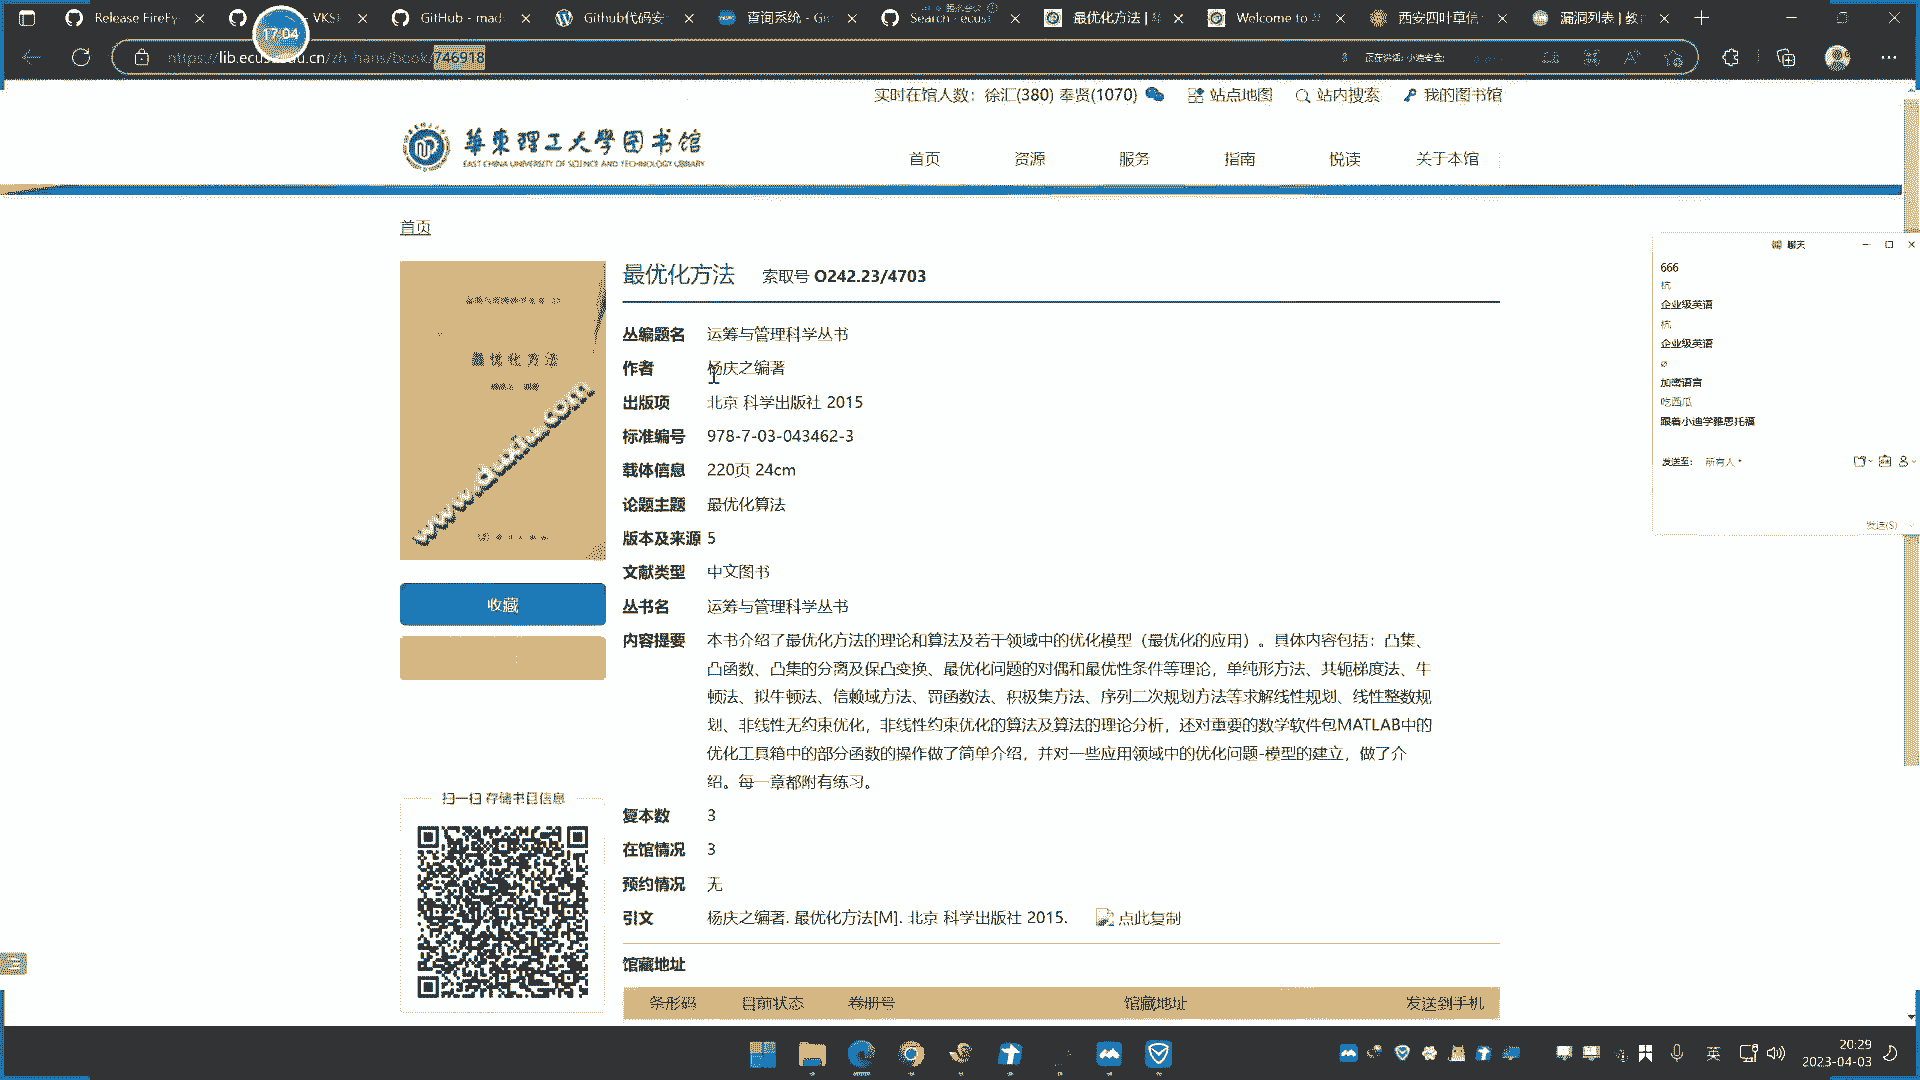 Release FireFy
VKSI
GitHub - mad
Github代码安
查询系统 - Git
Search · ecust
最优化方法 |
Welcome to
西安四叶草信
漏洞列表 | 教
17:04
https://lib.ecust.edu.cn/zh-hans/book/746918
正在讲话: 小迪安全;
实时在馆人数：徐汇(380) 奉贤(1070)
站点地图
站内搜索
我的图书馆
華東理工大學图书馆
EAST CHINA UNIVERSITY OF SCIENCE AND TECHNOLOGY LIBRARY
首页
资源
服务
指南
悦读
关于本馆
首页
最优化方法
www.duxiu.com
收藏
扫一扫 存储书目信息
最优化方法 索取号 O242.23/4703
丛编题名 运筹与管理科学丛书
作者 杨庆之编著
出版项 北京 科学出版社 2015
标准编号 978-7-03-043462-3
载体信息 220页 24cm
论题主题 最优化算法
版本及来源 5
文献类型 中文图书
丛书名 运筹与管理科学丛书
内容提要 本书介绍了最优化方法的理论和算法及若干领域中的优化模型（最优化的应用）。具体内容包括：凸集、
凸函数、凸集的分离及保凸变换、最优化问题的对偶和最优性条件等理论，单纯形方法、共轭梯度法、牛
顿法、拟牛顿法、信赖域方法、罚函数法、积极集方法、序列二次规划方法等求解线性规划、线性整数规
划、非线性无约束优化，非线性约束优化的算法及算法的理论分析，还对重要的数学软件包MATLAB中的
优化工具箱中的部分函数的操作做了简单介绍，并对一些应用领域中的优化问题-模型的建立，做了介
绍。每一章都附有练习。
复本数 3
在馆情况 3
预约情况 无
引文 杨庆之编著. 最优化方法[M]. 北京 科学出版社 2015. 点此复制
馆藏地址
条形码 目前状态 卷册号 馆藏地址 发送到手机
聊天
666
杭
企业级英语
杭
企业级英语
加密语言
吃西瓜
跟着小迪学雅思托福
发送至: 所有人
发送(S)
英
20:29
2023-04-03